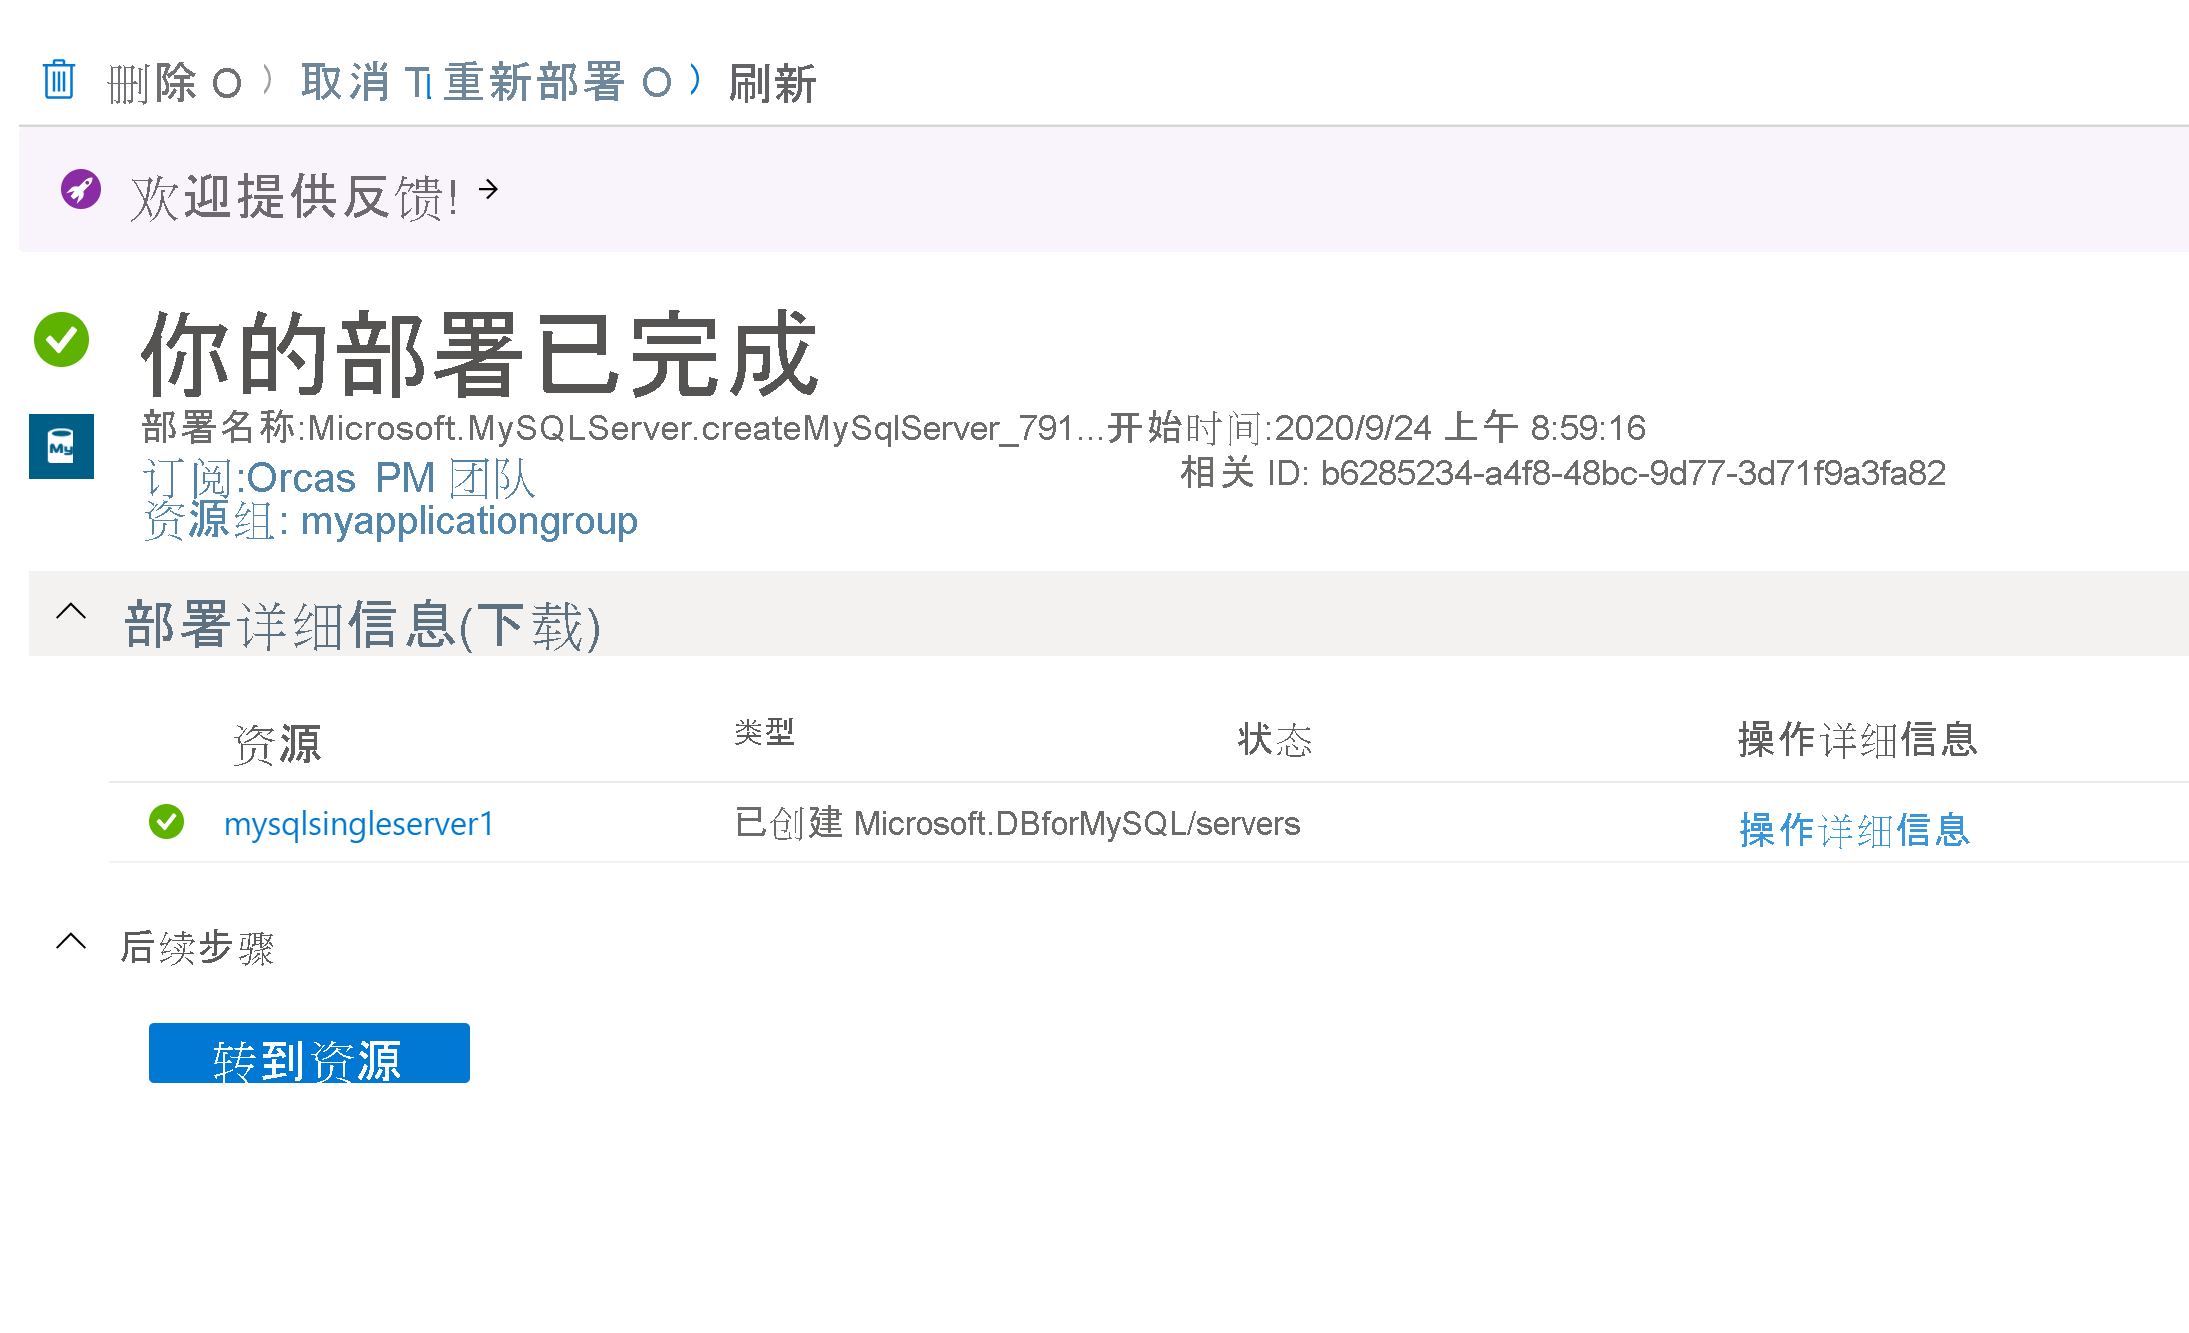 删除 O ) 取消 Tl 重新部署 O ) 刷新
欢迎提供反馈! →
你的部署已完成
My
部署名称:Microsoft.MySQLServer.createMySqlServer_791...开始时间:2020/9/24 上午 8:59:16
订阅:Orcas PM 团队
相关 ID: b6285234-a4f8-48bc-9d77-3d71f9a3fa82
资源组: myapplicationgroup
部署详细信息(下载)
资源 类型 状态 操作详细信息
mysqlsingleserver1 已创建 Microsoft.DBforMySQL/servers 操作详细信息
后续步骤
转到资源